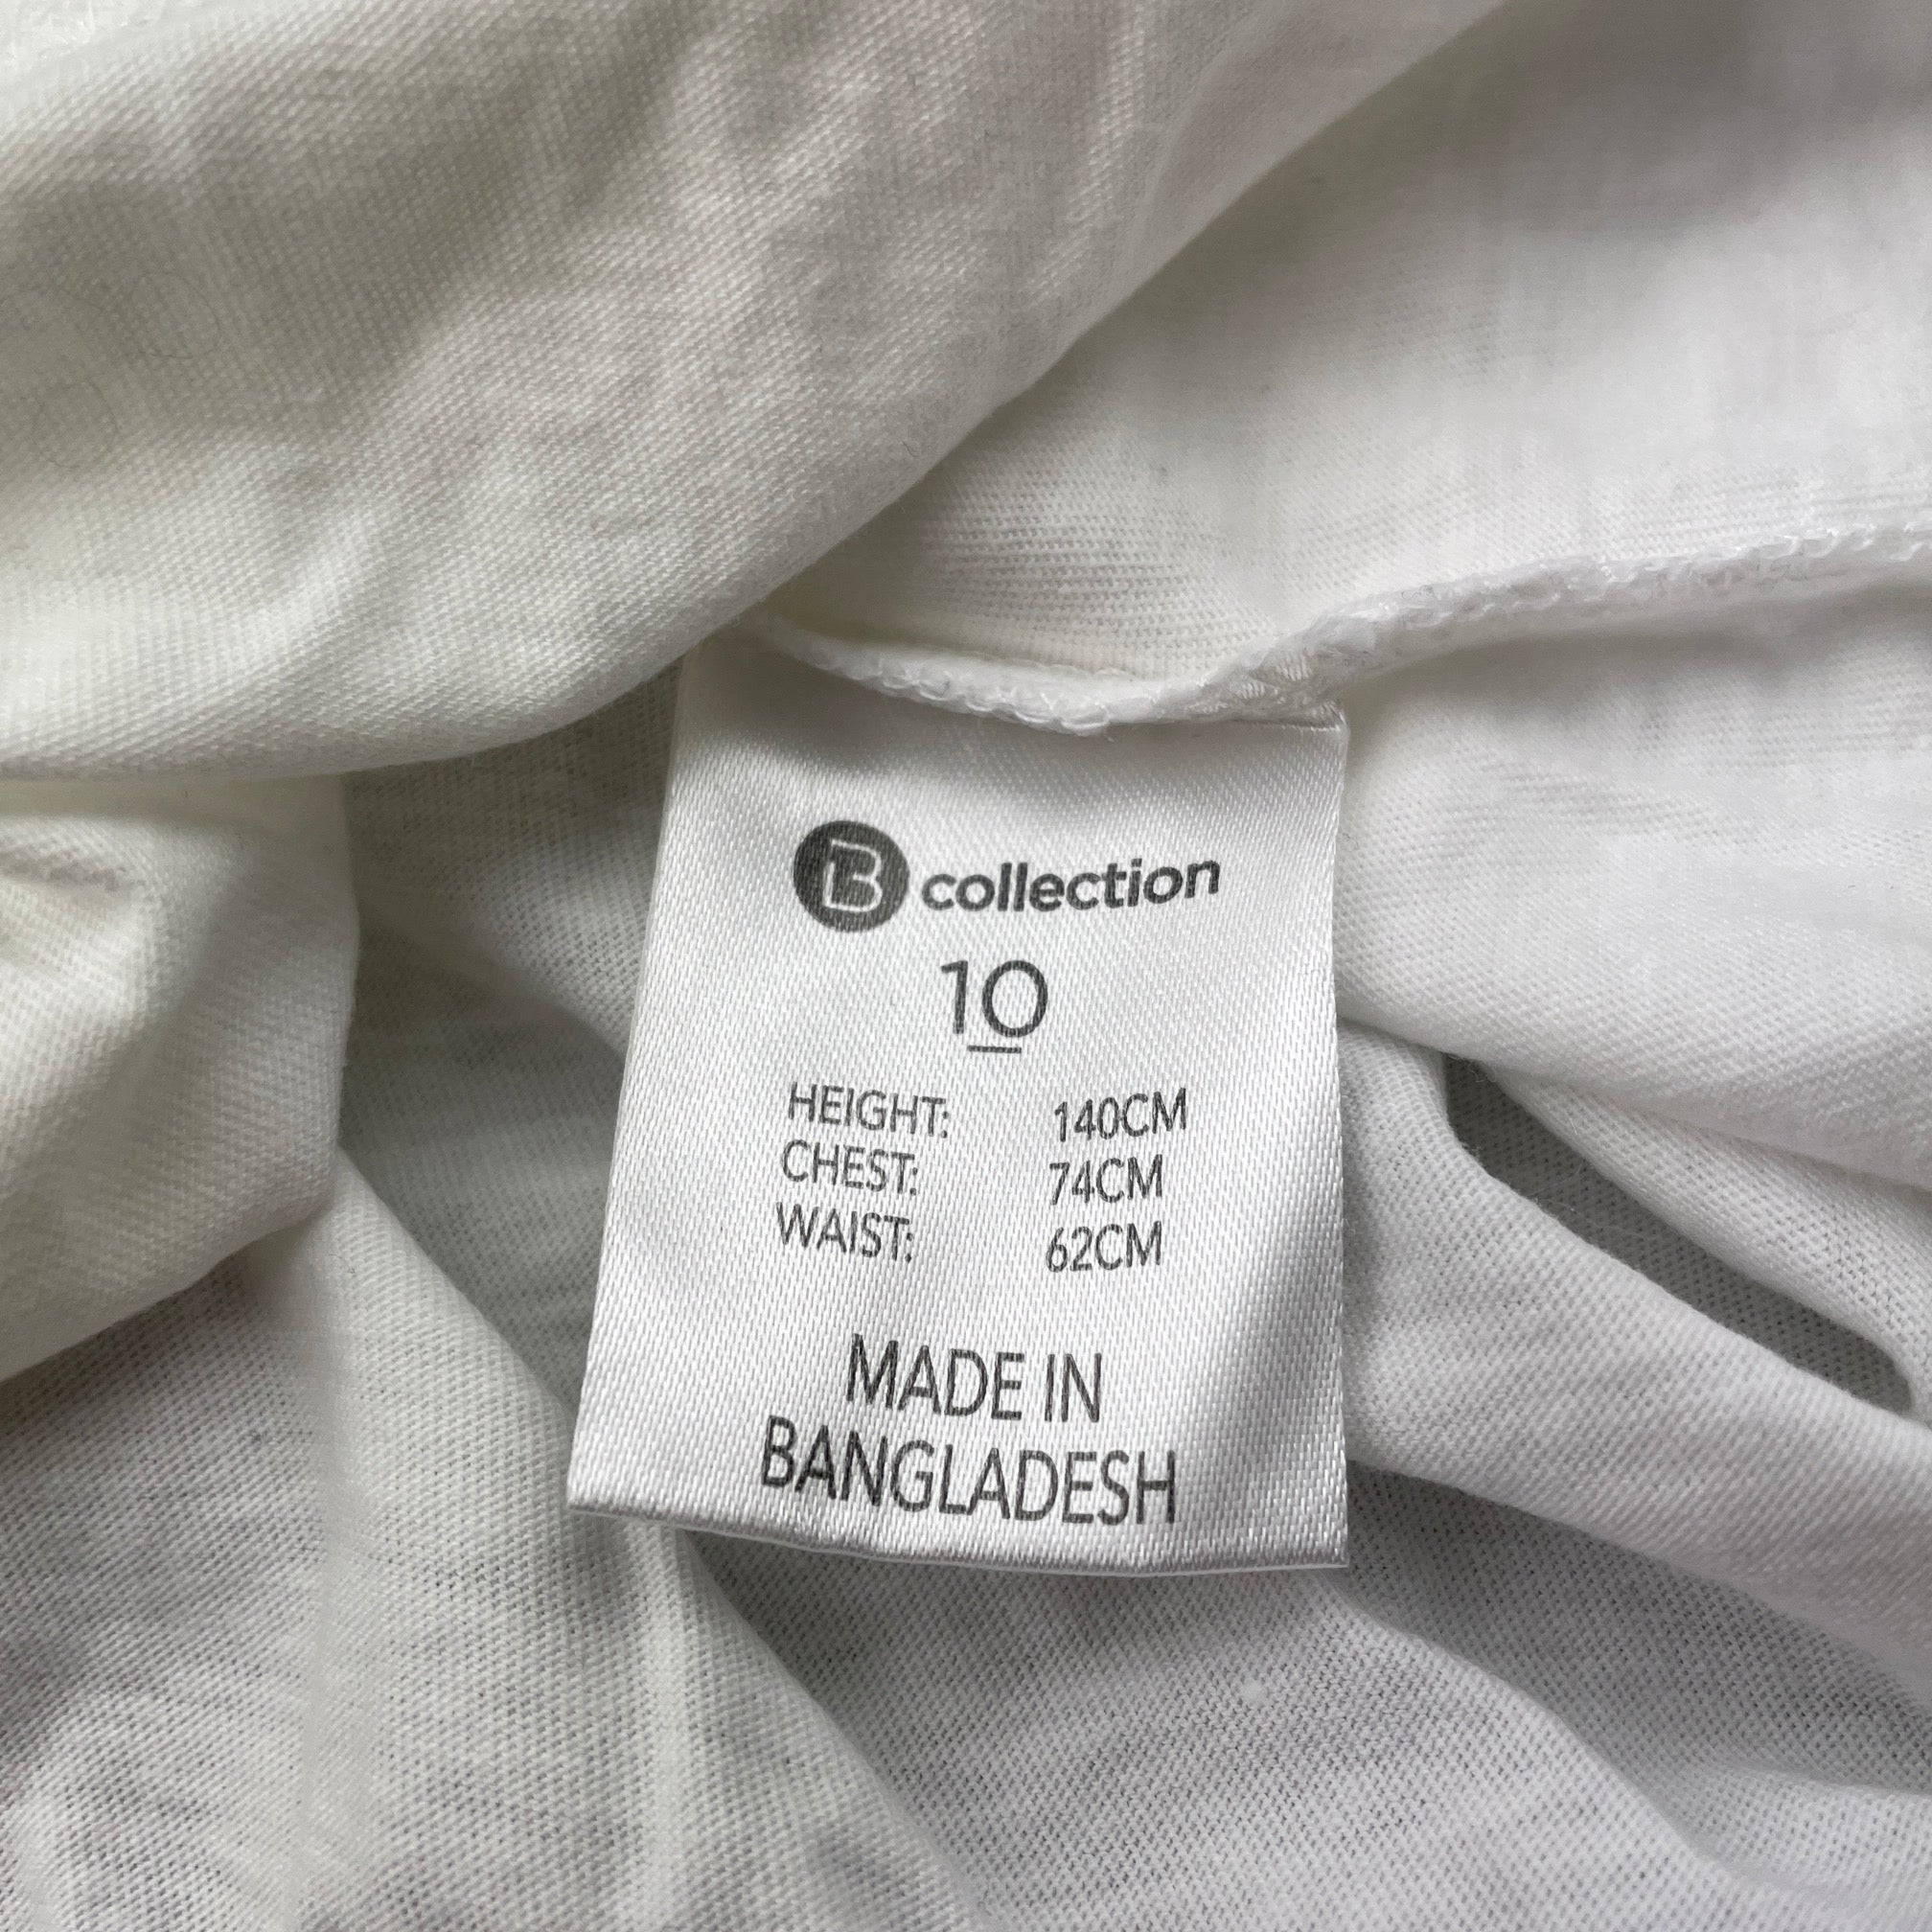 B collection
10
HEIGHT: 140CM
CHEST: 74CM
WAIST: 62CM
MADE IN
BANGLADESH